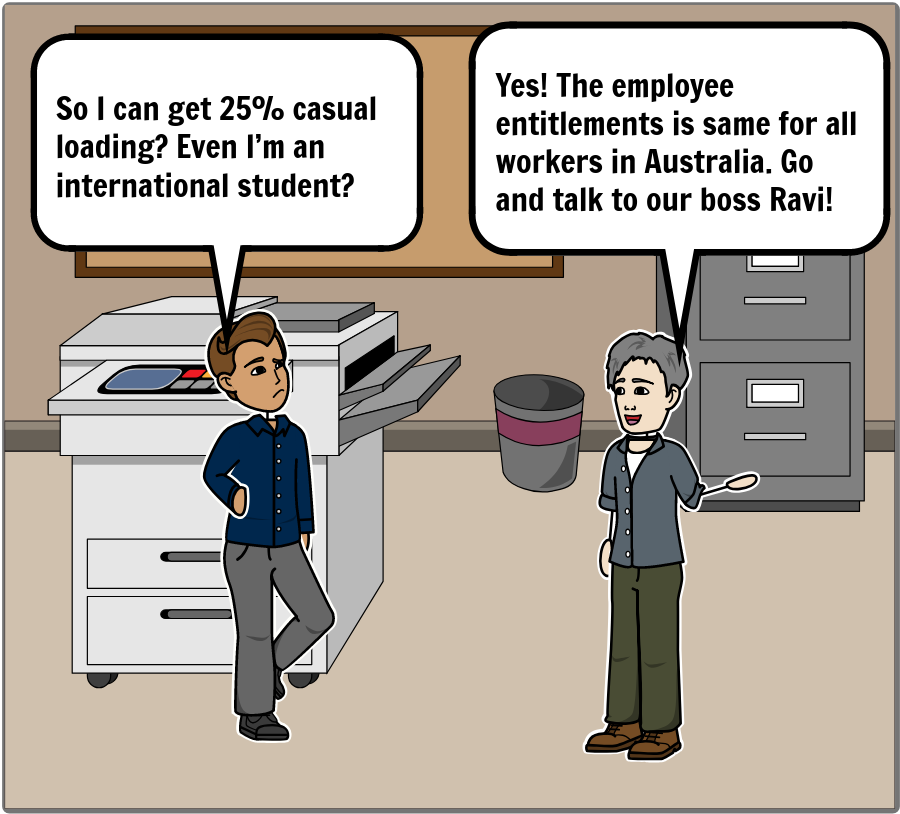 So I can get 25% casual
loading? Even I'm an
international student?
Yes! The employee
entitlements is same for all
workers in Australia. Go
and talk to our boss Ravi!